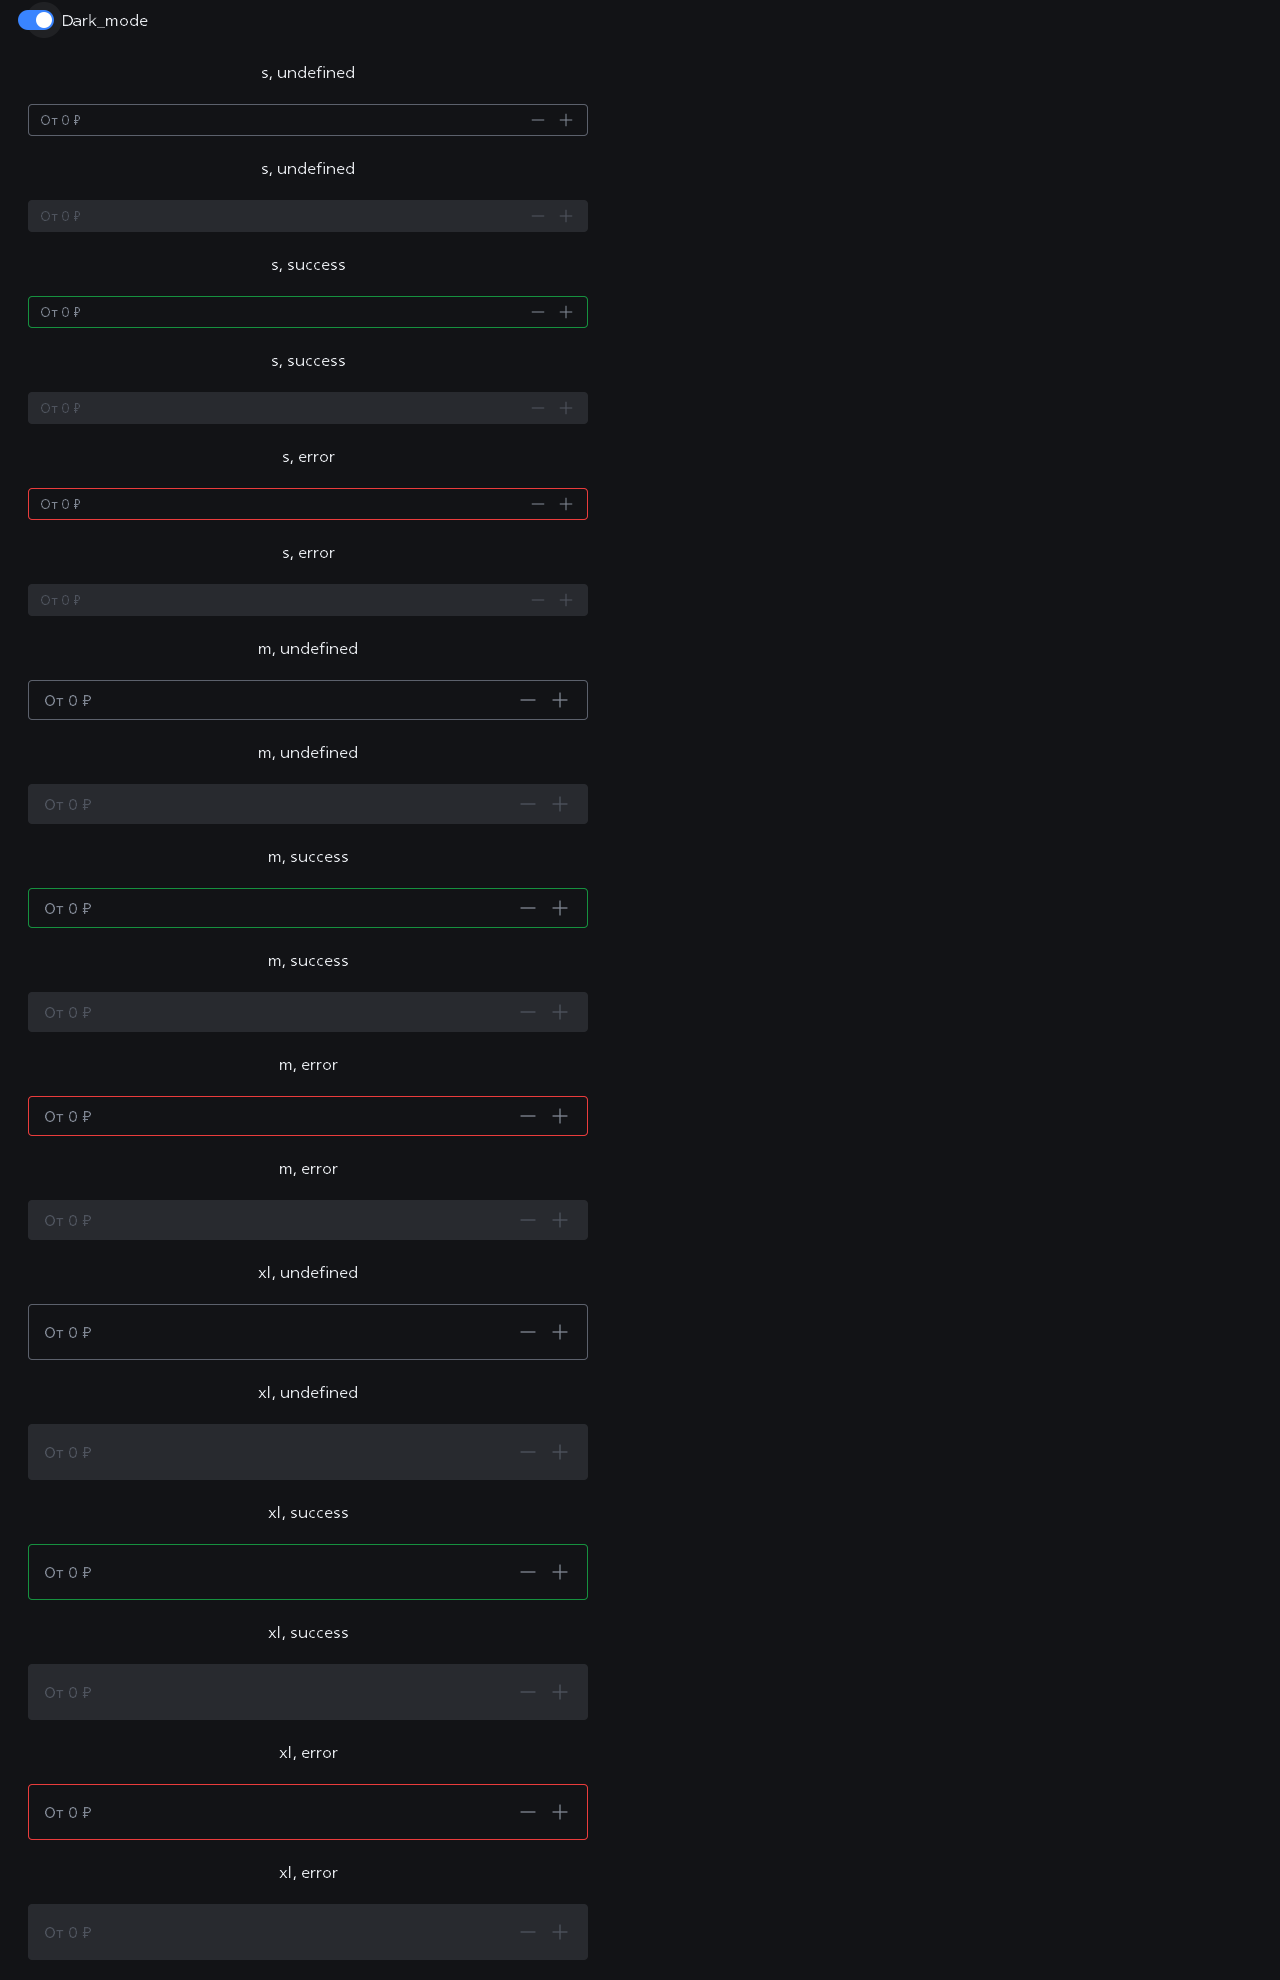 Dark_mode
s, undefined
От 0 ₽
s, undefined
От 0 ₽
s, success
От 0 ₽
s, success
От 0 ₽
s, error
От 0 ₽
s, error
От 0 ₽
m, undefined
От 0 ₽
m, undefined
От 0 ₽
m, success
От 0 ₽
m, success
От 0 ₽
m, error
От 0 ₽
m, error
От 0 ₽
xl, undefined
От 0 ₽
xl, undefined
От 0 ₽
xl, success
От 0 ₽
xl, success
От 0 ₽
xl, error
От 0 ₽
xl, error
От 0 ₽